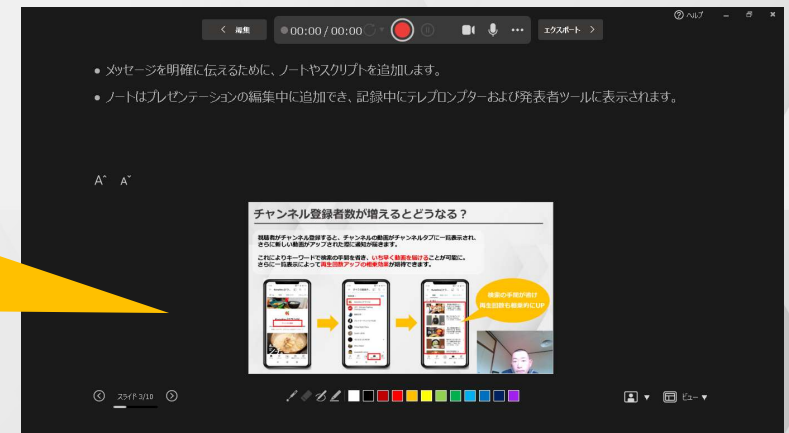 ヘルプ
編集
00:00 / 00:00
エクスポート
● メッセージを明確に伝えるために、ノートやスクリプトを追加します。
● ノートはプレゼンテーションの編集中に追加でき、記録中にテレプロンプターおよび発表者ツールに表示されます。
A^ Aˇ
チャンネル登録者数が増えるとどうなる？
視聴者がチャンネル登録すると、チャンネルの動画がチャンネルタブに一覧表示され、
さらに新しい動画がアップされた際に通知が届きます。
これによりキーワードで検索の手間を省き、いち早く動画を届けることが可能に。
さらに一覧表示によって再生回数アップの相乗効果が期待できます。
検索の手間が省け
再生回数も相乗的にUP
スライド 3/10
ビュー